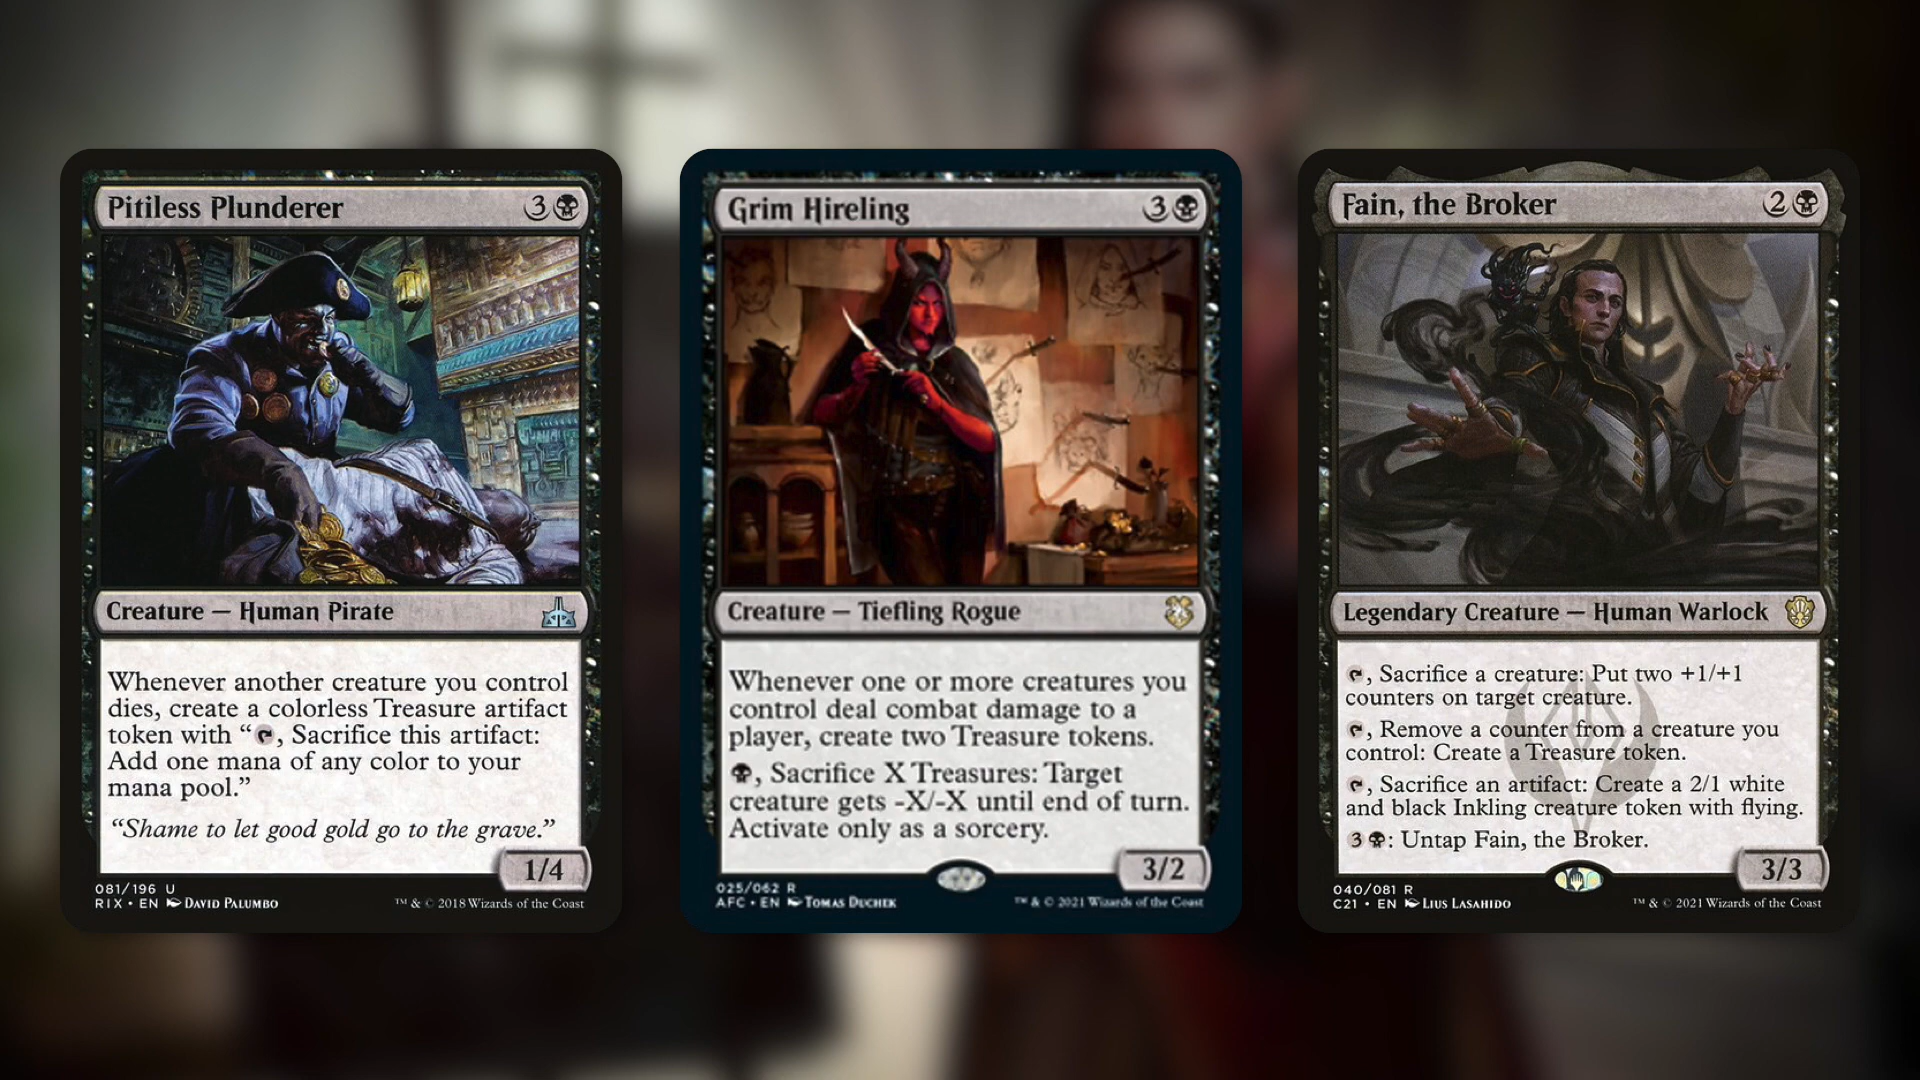 Pitiless Plunderer 3
Creature — Human Pirate
Whenever another creature you control
dies, create a colorless Treasure artifact
token with “, Sacrifice this artifact:
Add one mana of any color to your
mana pool.”
“Shame to let good gold go to the grave.”
1/4
081/196 U
RIX • EN DAVID PALUMBO
™ & © 2018 Wizards of the Coast
Grim Hireling 3
Creature — Tiefling Rogue
Whenever one or more creatures you
control deal combat damage to a
player, create two Treasure tokens.
, Sacrifice X Treasures: Target
creature gets -X/-X until end of turn.
Activate only as a sorcery.
3/2
025/062 R
AFC • EN TOMAS DUCHEK
™ & © 2021 Wizards of the Coast
Fain, the Broker 2
Legendary Creature — Human Warlock
, Sacrifice a creature: Put two +1/+1
counters on target creature.
, Remove a counter from a creature you
control: Create a Treasure token.
, Sacrifice an artifact: Create a 2/1 white
and black Inkling creature token with flying.
3: Untap Fain, the Broker.
3/3
040/081 R
C21 • EN LIUS LASAHIDO
™ & © 2021 Wizards of the Coast